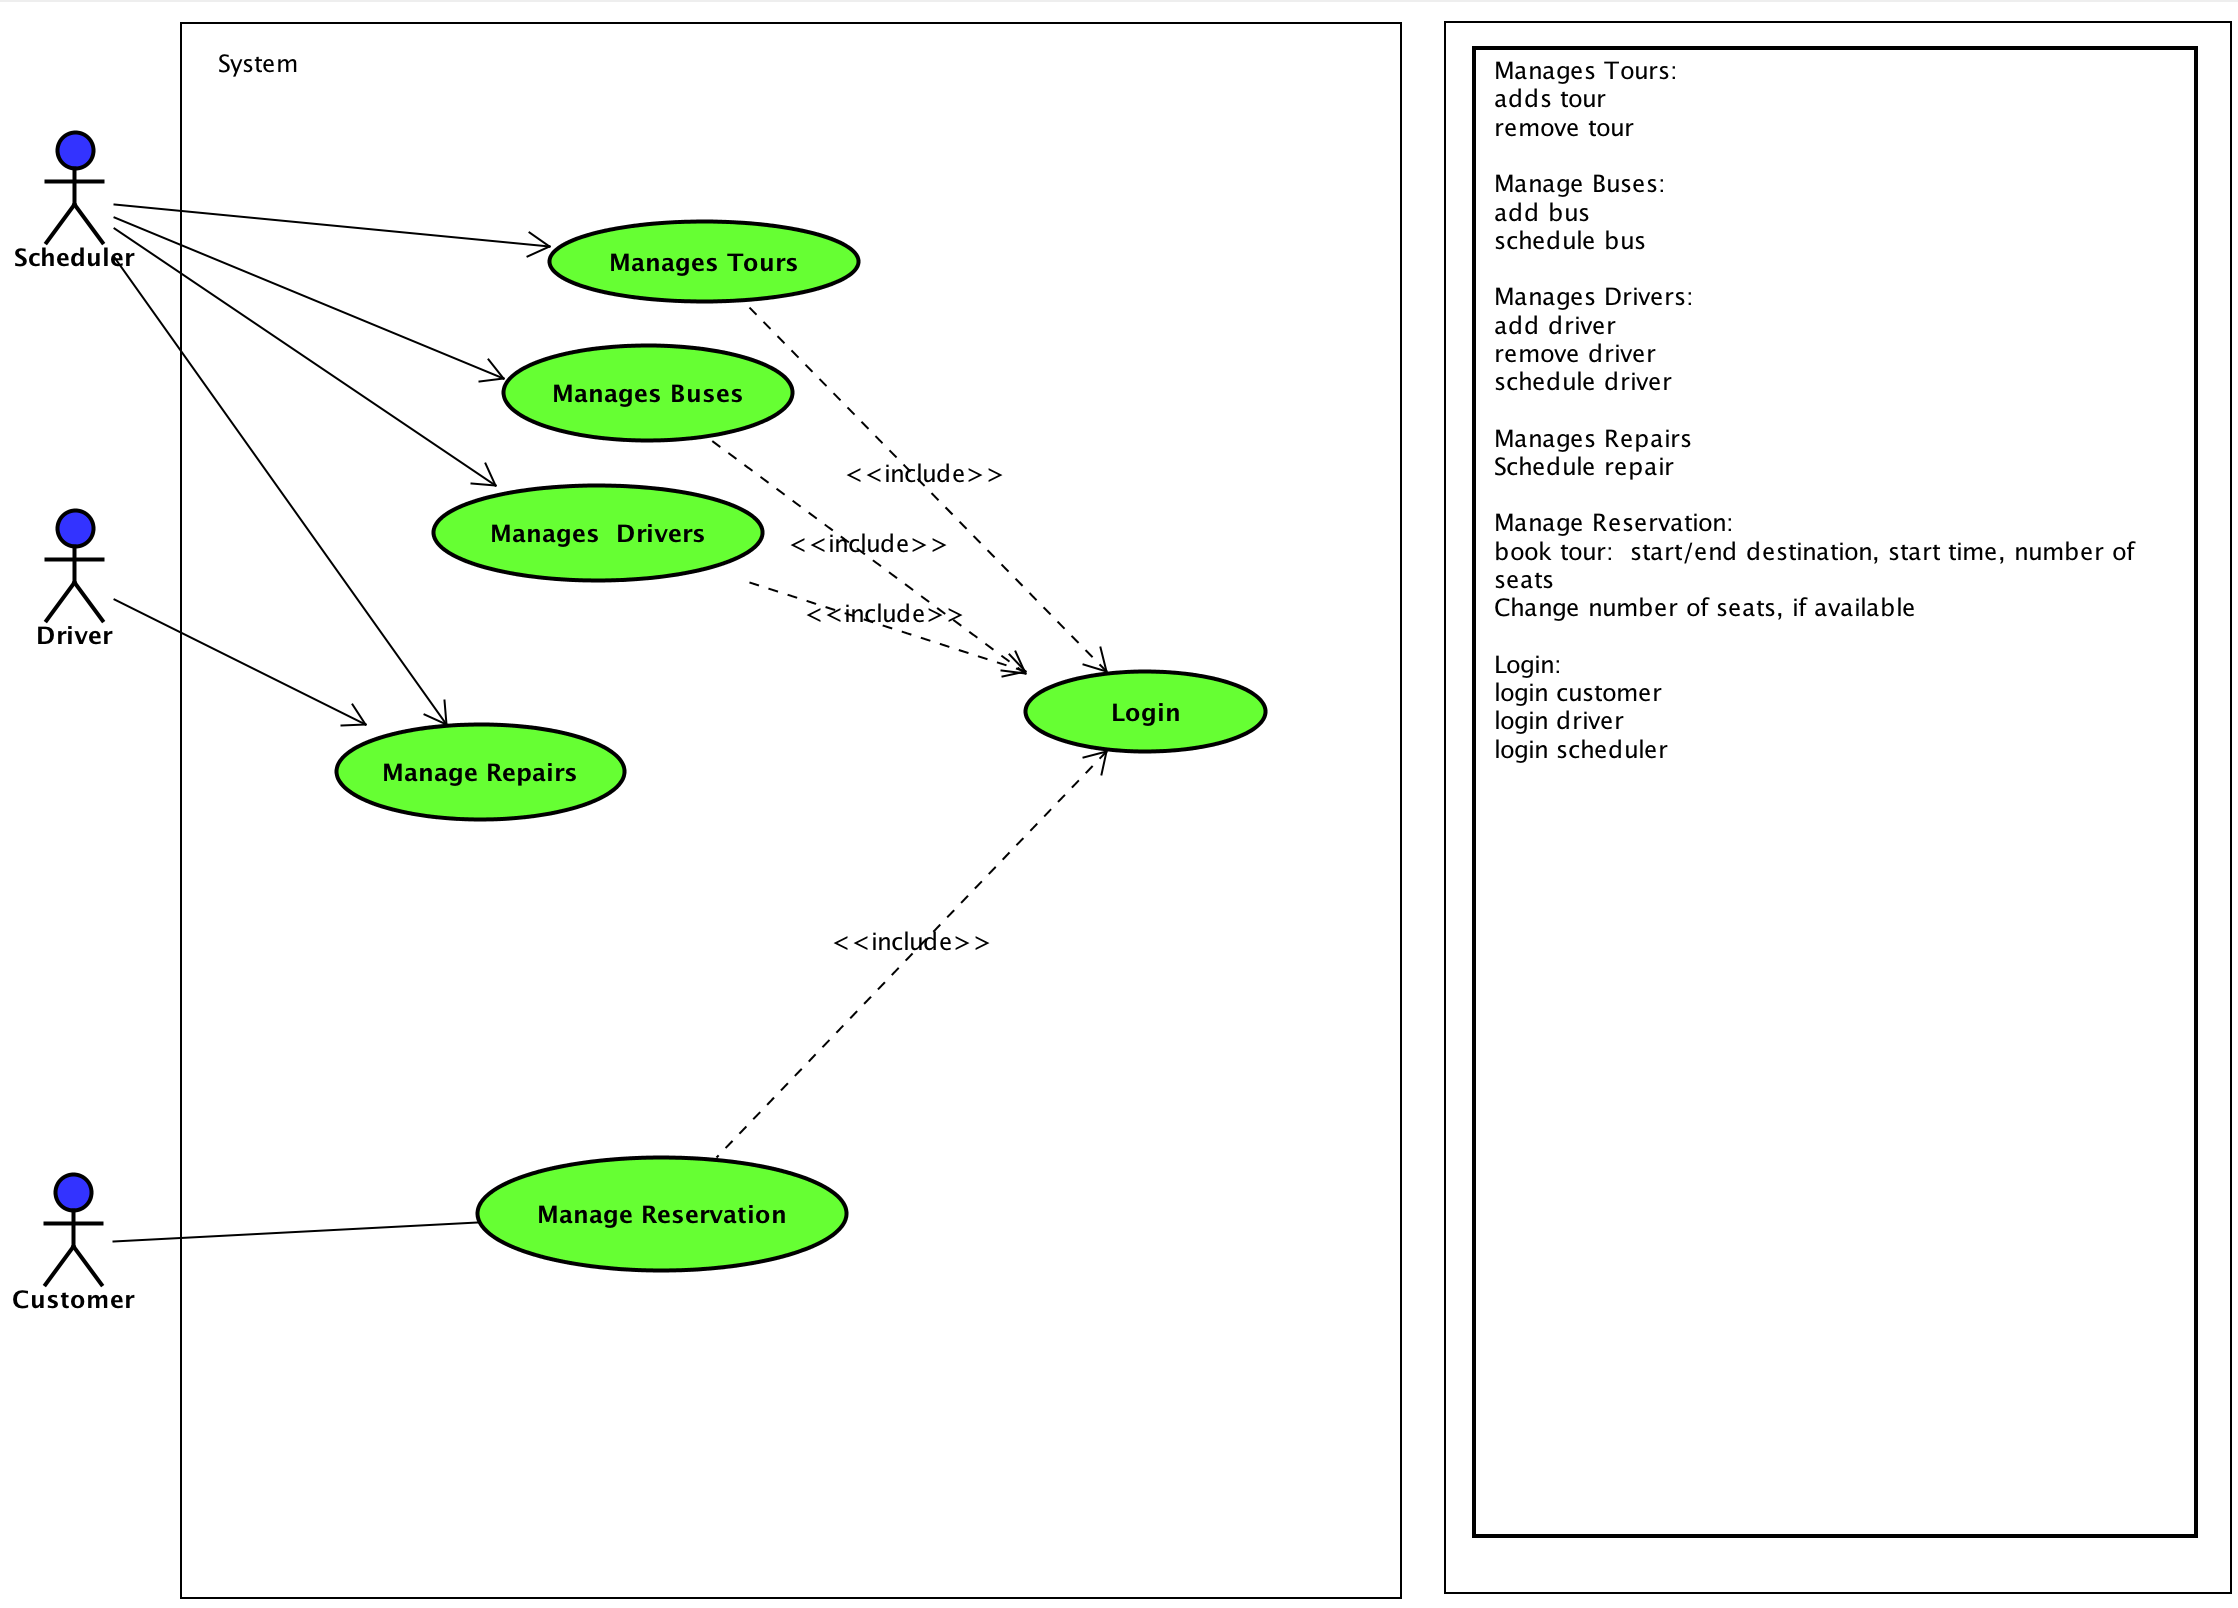 System
Scheduler
Manages Tours
Manages Buses
<<include>>
Manages  Drivers
<<include>>
<<include>>
Driver
Login
Manage Repairs
<<include>>
Manage Reservation
Customer
Manages Tours:
adds tour
remove tour
Manage Buses:
add bus
schedule bus
Manages Drivers:
add driver
remove driver
schedule driver
Manages Repairs
Schedule repair
Manage Reservation:
book tour:  start/end destination, start time, number of
seats
Change number of seats, if available
Login:
login customer
login driver
login scheduler